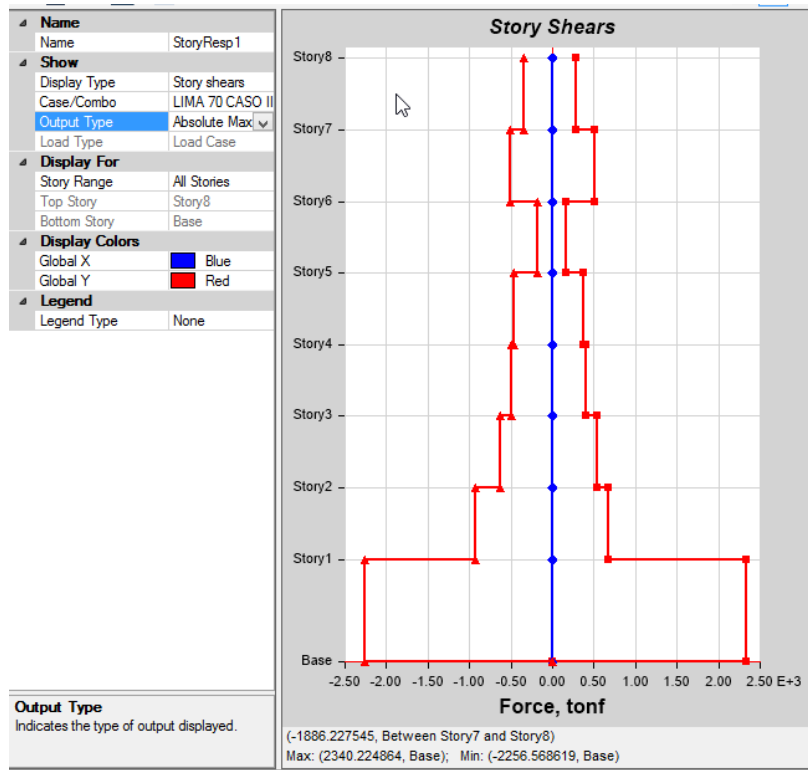 Name
Name StoryResp1
Show
Display Type Story shears
Case/Combo LIMA 70 CASO II
Output Type Absolute Max
Load Type Load Case
Display For
Story Range All Stories
Top Story Story8
Bottom Story Base
Display Colors
Global X Blue
Global Y Red
Legend
Legend Type None
Output Type
Indicates the type of output displayed.
Story Shears
Story8
Story7
Story6
Story5
Story4
Story3
Story2
Story1
Base
-2.50 -2.00 -1.50 -1.00 -0.50 0.00 0.50 1.00 1.50 2.00 2.50 E+3
Force, tonf
(-1886.227545, Between Story7 and Story8)
Max: (2340.224864, Base); Min: (-2256.568619, Base)